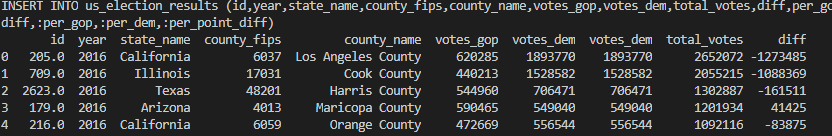 INSERT INTO us_election_results (id,year,state_name,county_fips,county_name,votes_gop,votes_dem,total_votes,diff,per_go
diff,:per_gop,:per_dem,:per_point_diff)
id year state_name county_fips county_name votes_gop votes_dem votes_dem total_votes diff
0 205.0 2016 California 6037 Los Angeles County 620285 1893770 1893770 2652072 -1273485
1 709.0 2016 Illinois 17031 Cook County 440213 1528582 1528582 2055215 -1088369
2 2623.0 2016 Texas 48201 Harris County 544960 706471 706471 1302887 -161511
3 179.0 2016 Arizona 4013 Maricopa County 590465 549040 549040 1201934 41425
4 216.0 2016 California 6059 Orange County 472669 556544 556544 1092116 -83875